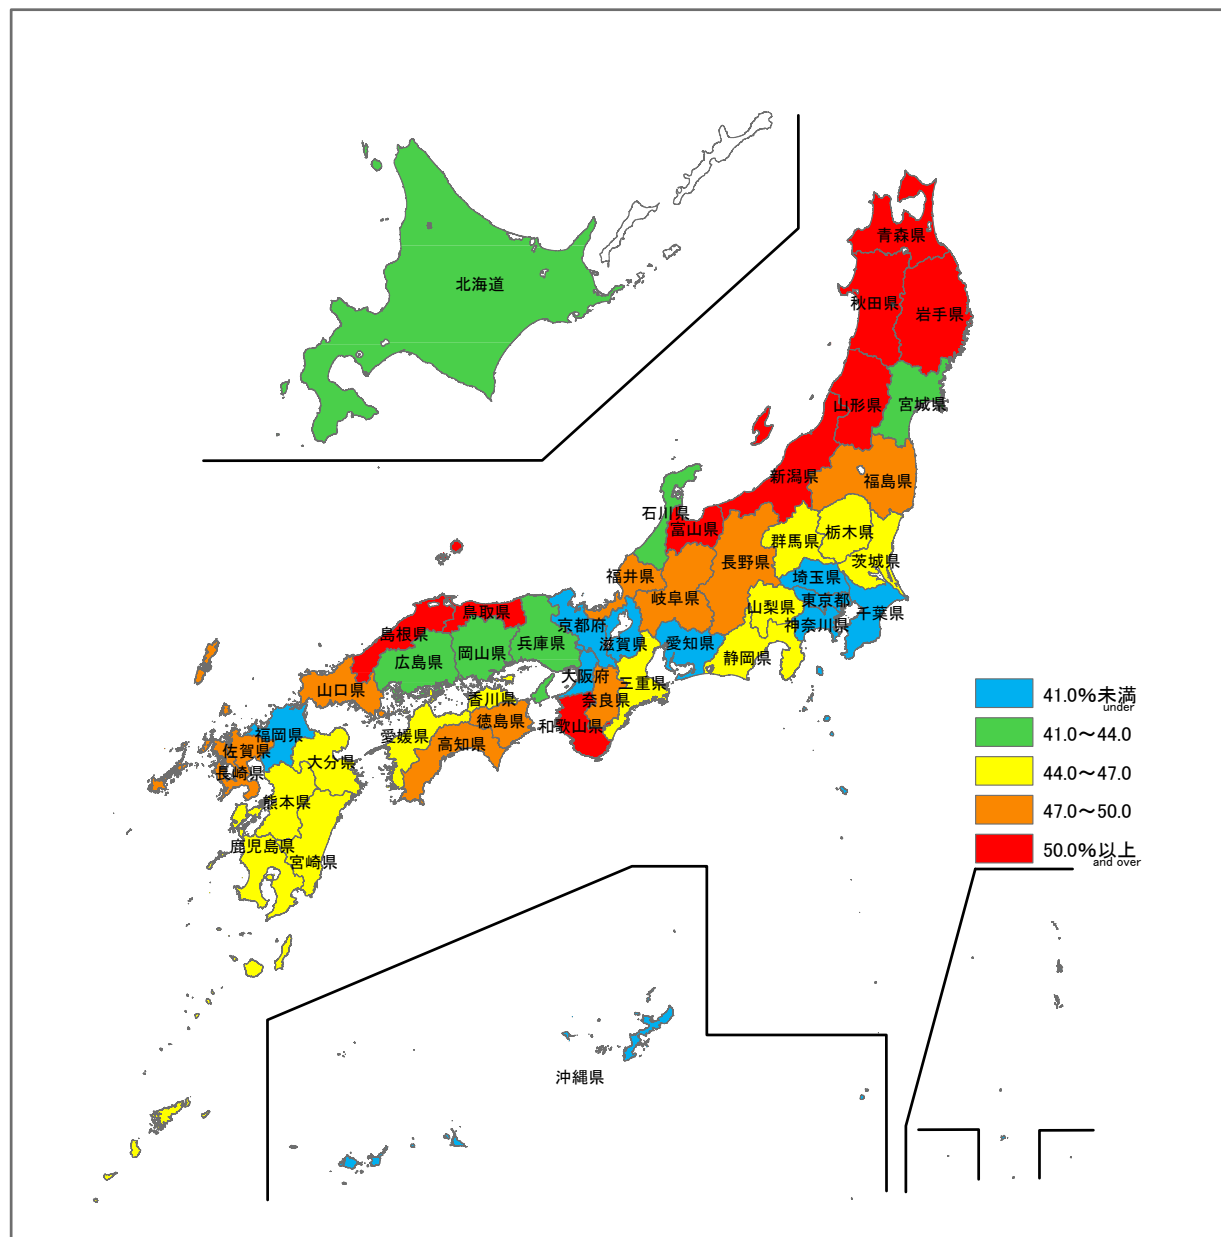 北海道
青森県
秋田県
岩手県
山形県
宮城県
新潟県
福島県
石川県
富山県
群馬県
栃木県
長野県
茨城県
福井県
埼玉県
岐阜県
山梨県
東京都
千葉県
神奈川県
鳥取県
京都府
島根県
兵庫県
滋賀県
愛知県
岡山県
広島県
静岡県
大阪府
三重県
山口県
香川県
奈良県
徳島県
和歌山県
福岡県
愛媛県
高知県
佐賀県
大分県
長崎県
熊本県
鹿児島県
宮崎県
沖縄県
41.0%未満
under
41.0～44.0
44.0～47.0
47.0～50.0
50.0%以上
and over